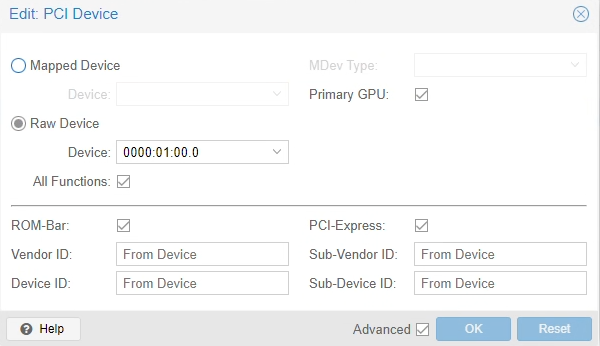 Edit: PCI Device
Mapped Device
MDev Type:
Device:
Primary GPU:
Raw Device
Device: 0000:01:00.0
All Functions:
ROM-Bar:
PCI-Express:
Vendor ID: From Device
Sub-Vendor ID: From Device
Device ID: From Device
Sub-Device ID: From Device
Help
Advanced
OK
Reset